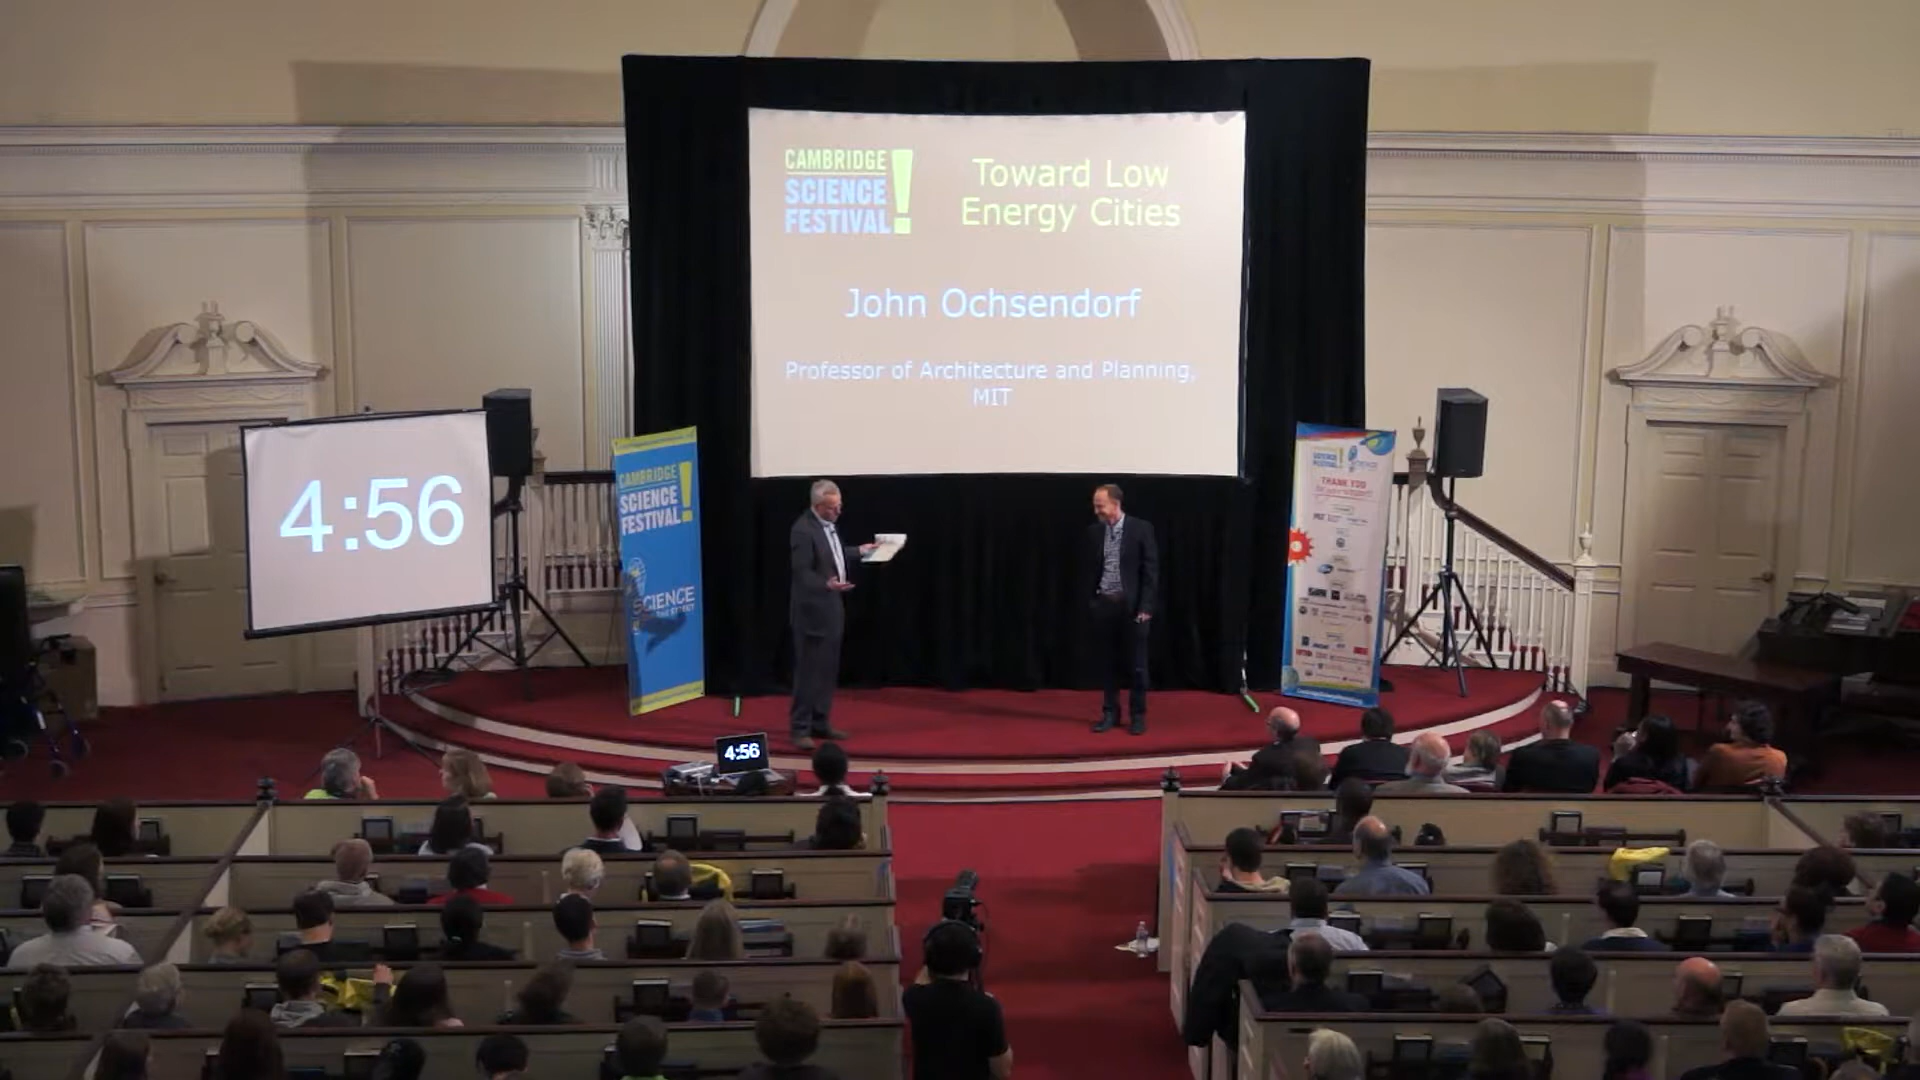 CAMBRIDGE
SCIENCE
FESTIVAL!
Toward Low
Energy Cities
John Ochsendorf
Professor of Architecture and Planning,
MIT
4:56
CAMBRIDGE
SCIENCE
FESTIVAL!
SCIENCE
THANK YOU
4:56